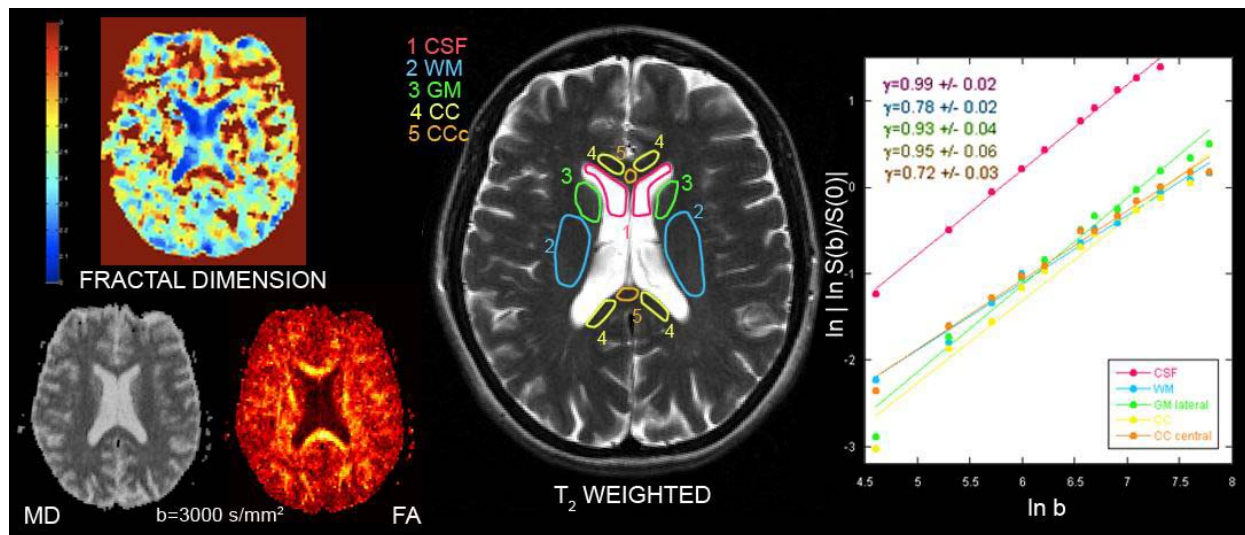 FRACTAL DIMENSION
MD
b=3000 s/mm²
FA
1 CSF
2 WM
3 GM
4 CC
5 CCc
4
5
4
3
3
2
2
1
5
4
4
T₂ WEIGHTED
γ=0.99 +/- 0.02
γ=0.78 +/- 0.02
γ=0.93 +/- 0.04
γ=0.95 +/- 0.06
γ=0.72 +/- 0.03
ln | ln S(b)/S(0)|
1
0
-1
-2
-3
CSF
WM
GM lateral
CC
CC central
4.5 5 5.5 6 6.5 7 7.5 8
ln b